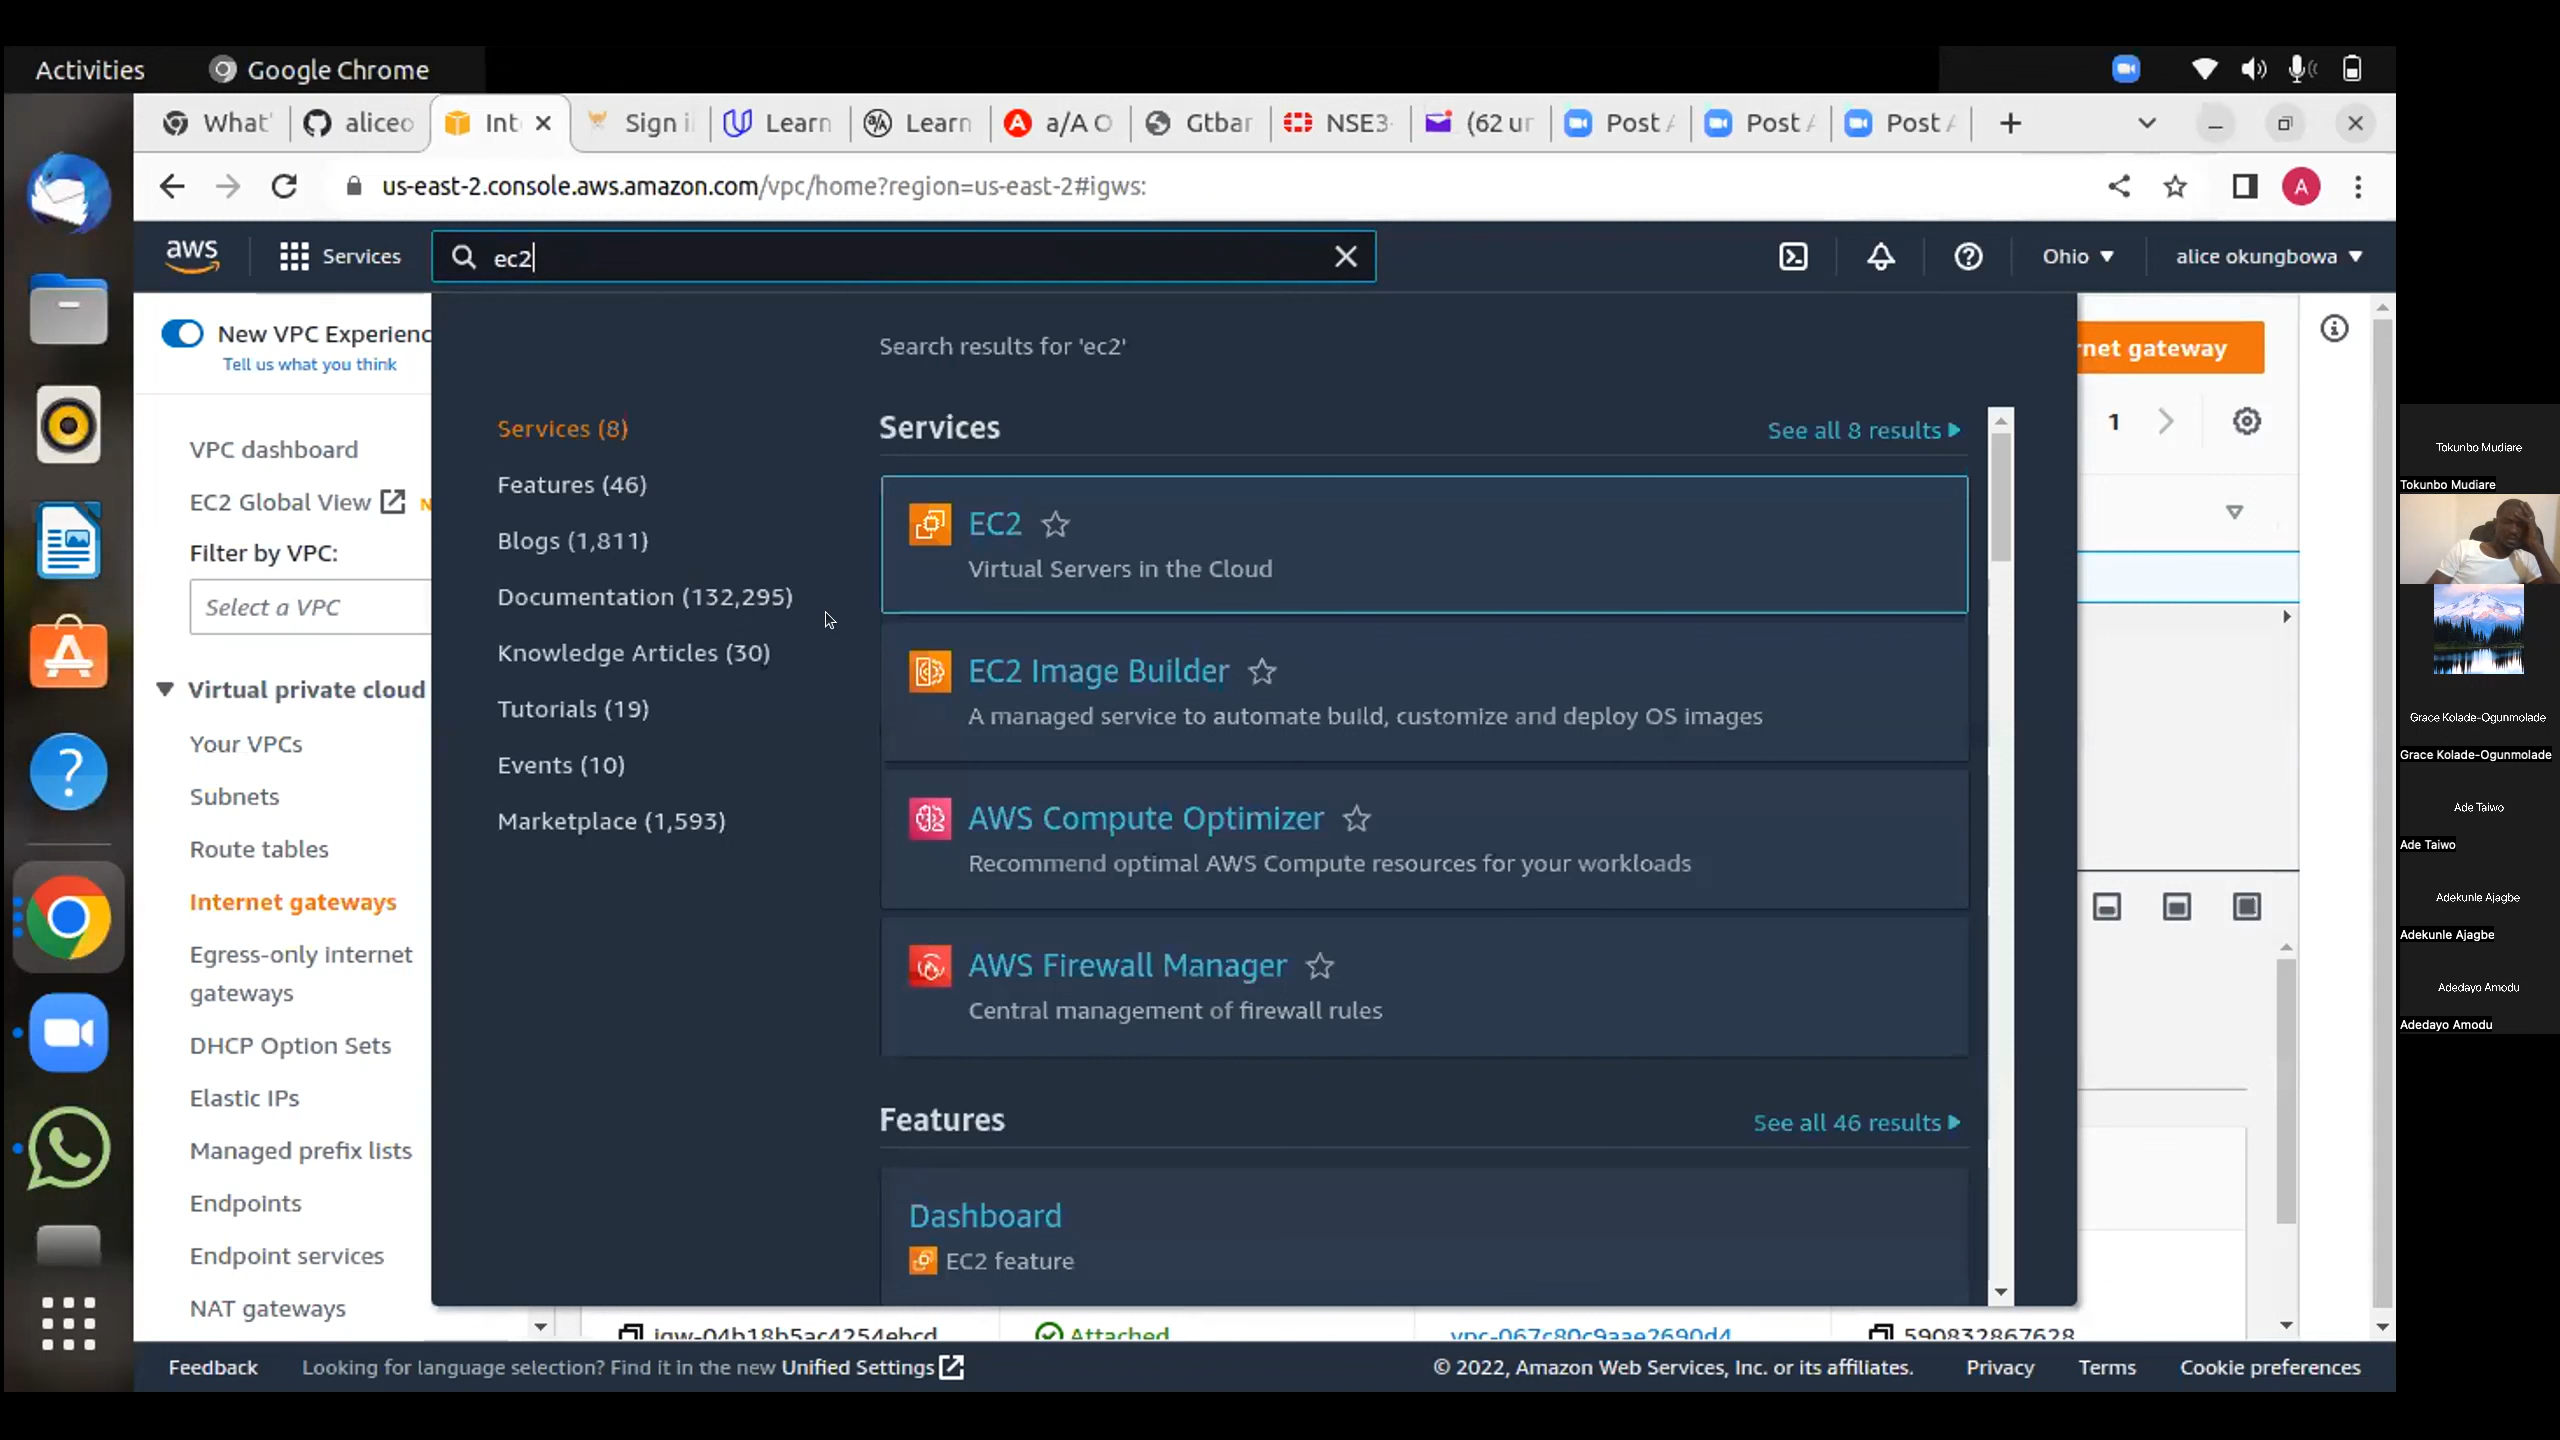 Activities
Google Chrome
What'
aliceo
Int
Sign i
Learn
Learn
a/A O
Gtbar
NSE3-
(62 ur
Post A
Post A
Post A
us-east-2.console.aws.amazon.com/vpc/home?region=us-east-2#igws:
A
aws
Services
ec2
Ohio
alice okungbowa
New VPC Experienc
Tell us what you think
VPC dashboard
EC2 Global View
N
Filter by VPC:
Select a VPC
Virtual private cloud
Your VPCs
Subnets
Route tables
Internet gateways
Egress-only internet
gateways
DHCP Option Sets
Elastic IPs
Managed prefix lists
Endpoints
Endpoint services
NAT gateways
Search results for 'ec2'
Services (8)
Features (46)
Blogs (1,811)
Documentation (132,295)
Knowledge Articles (30)
Tutorials (19)
Events (10)
Marketplace (1,593)
Services
See all 8 results
EC2
Virtual Servers in the Cloud
EC2 Image Builder
A managed service to automate build, customize and deploy OS images
AWS Compute Optimizer
Recommend optimal AWS Compute resources for your workloads
AWS Firewall Manager
Central management of firewall rules
Features
See all 46 results
Dashboard
EC2 feature
rnet gateway
1
igw-04b18b5ac4254ebcd
Attached
vpc-067c80c9aae2690d4
590832867628
Feedback
Looking for language selection? Find it in the new Unified Settings
© 2022, Amazon Web Services, Inc. or its affiliates.
Privacy
Terms
Cookie preferences
Tokunbo Mudiare
Tokunbo Mudiare
Grace Kolade-Ogunmolade
Grace Kolade-Ogunmolade
Ade Taiwo
Ade Taiwo
Adekunle Ajagbe
Adekunle Ajagbe
Adedayo Amodu
Adedayo Amodu